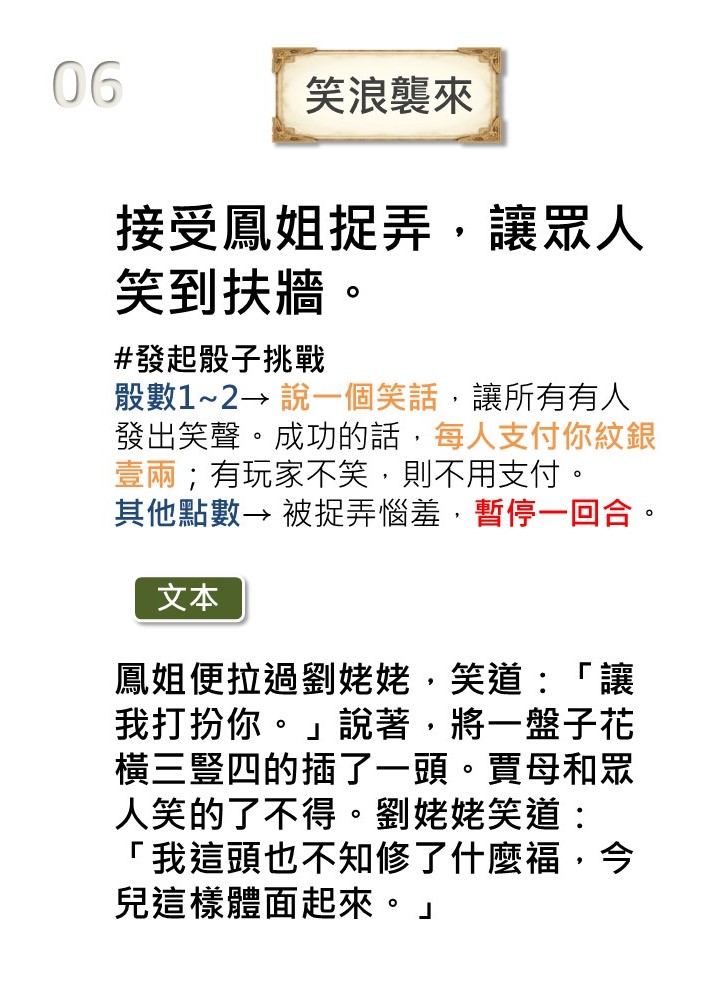 06
笑浪襲來
接受鳳姐捉弄，讓眾人
笑到扶牆。
#發起骰子挑戰
骰數1~2→ 說一個笑話，讓所有有人
發出笑聲。成功的話，每人支付你紋銀
壹兩；有玩家不笑，則不用支付。
其他點數→ 被捉弄惱羞，暫停一回合。
文本
鳳姐便拉過劉姥姥，笑道：「讓
我打扮你。」說著，將一盤子花
橫三豎四的插了一頭。賈母和眾
人笑的了不得。劉姥姥笑道：
「我這頭也不知修了什麼福，今
兒這樣體面起來。」